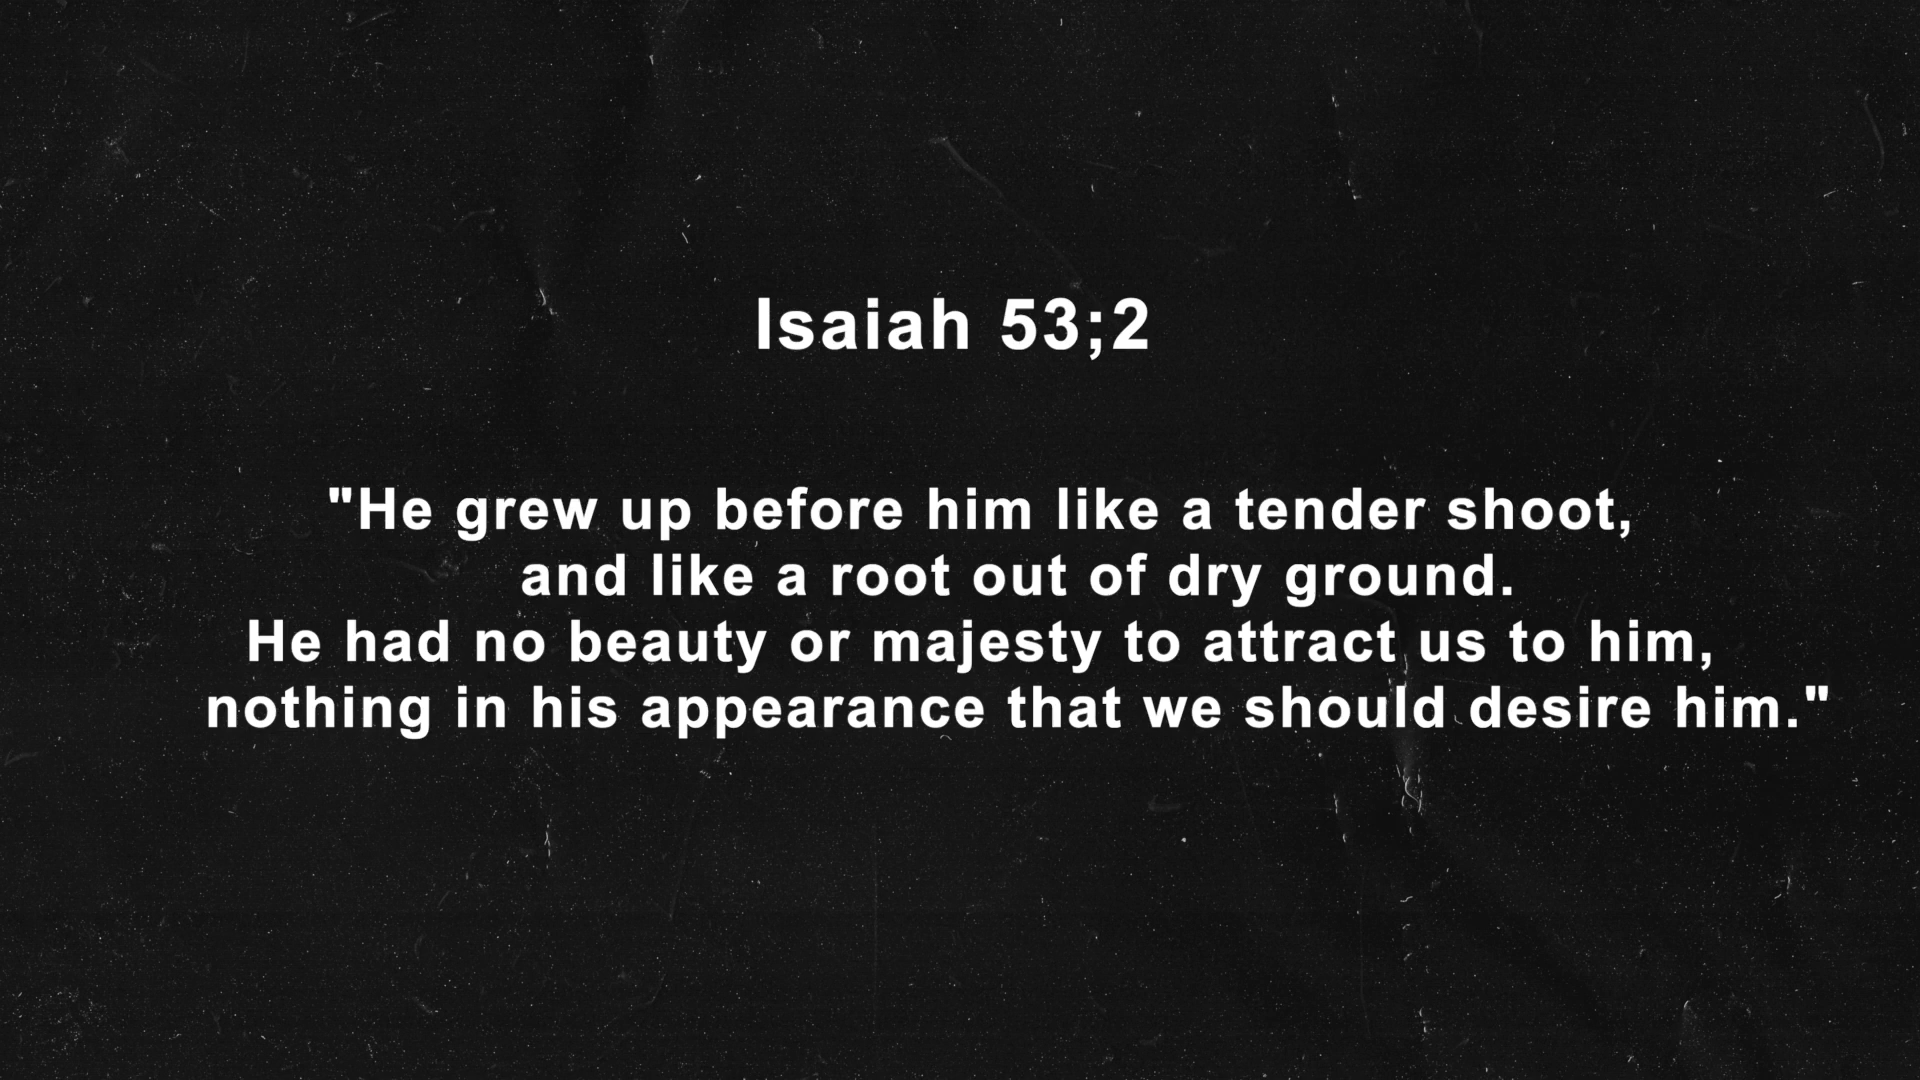 Isaiah 53;2
"He grew up before him like a tender shoot,
and like a root out of dry ground.
He had no beauty or majesty to attract us to him,
nothing in his appearance that we should desire him."